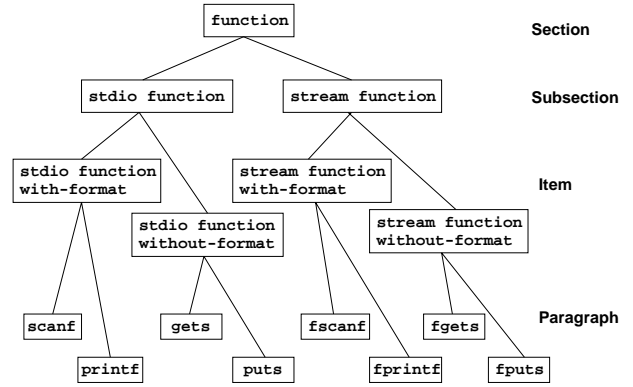 function
Section
stdio function
stream function
Subsection
stdio function
with-format
stream function
with-format
Item
stdio function
without-format
stream function
without-format
scanf
gets
fscanf
fgets
Paragraph
printf
puts
fprintf
fputs